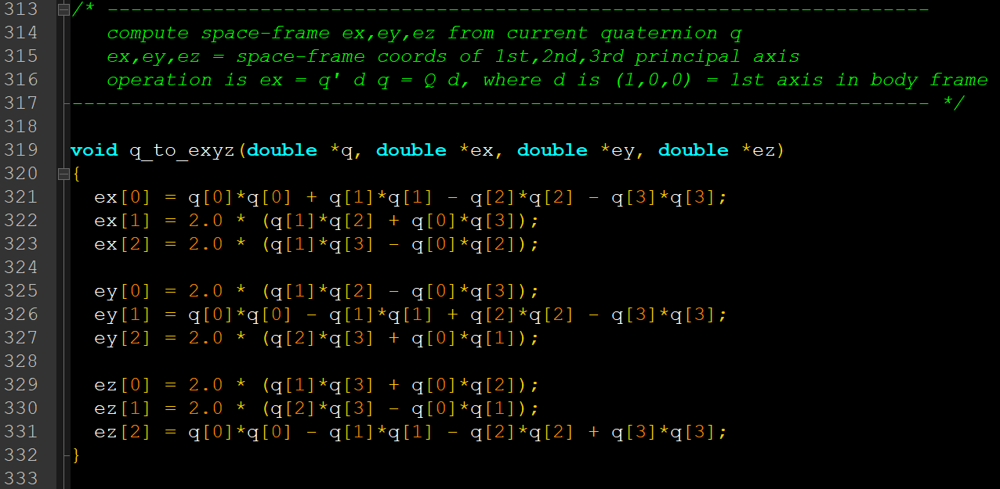 313 /* ----------------------------------------------------------------------
314    compute space-frame ex,ey,ez from current quaternion q
315    ex,ey,ez = space-frame coords of 1st,2nd,3rd principal axis
316    operation is ex = q' d q = Q d, where d is (1,0,0) = 1st axis in body frame
317 ------------------------------------------------------------------------- */
318
319 void q_to_exyz(double *q, double *ex, double *ey, double *ez)
320 {
321   ex[0] = q[0]*q[0] + q[1]*q[1] - q[2]*q[2] - q[3]*q[3];
322   ex[1] = 2.0 * (q[1]*q[2] + q[0]*q[3]);
323   ex[2] = 2.0 * (q[1]*q[3] - q[0]*q[2]);
324
325   ey[0] = 2.0 * (q[1]*q[2] - q[0]*q[3]);
326   ey[1] = q[0]*q[0] - q[1]*q[1] + q[2]*q[2] - q[3]*q[3];
327   ey[2] = 2.0 * (q[2]*q[3] + q[0]*q[1]);
328
329   ez[0] = 2.0 * (q[1]*q[3] + q[0]*q[2]);
330   ez[1] = 2.0 * (q[2]*q[3] - q[0]*q[1]);
331   ez[2] = q[0]*q[0] - q[1]*q[1] - q[2]*q[2] + q[3]*q[3];
332 }
333